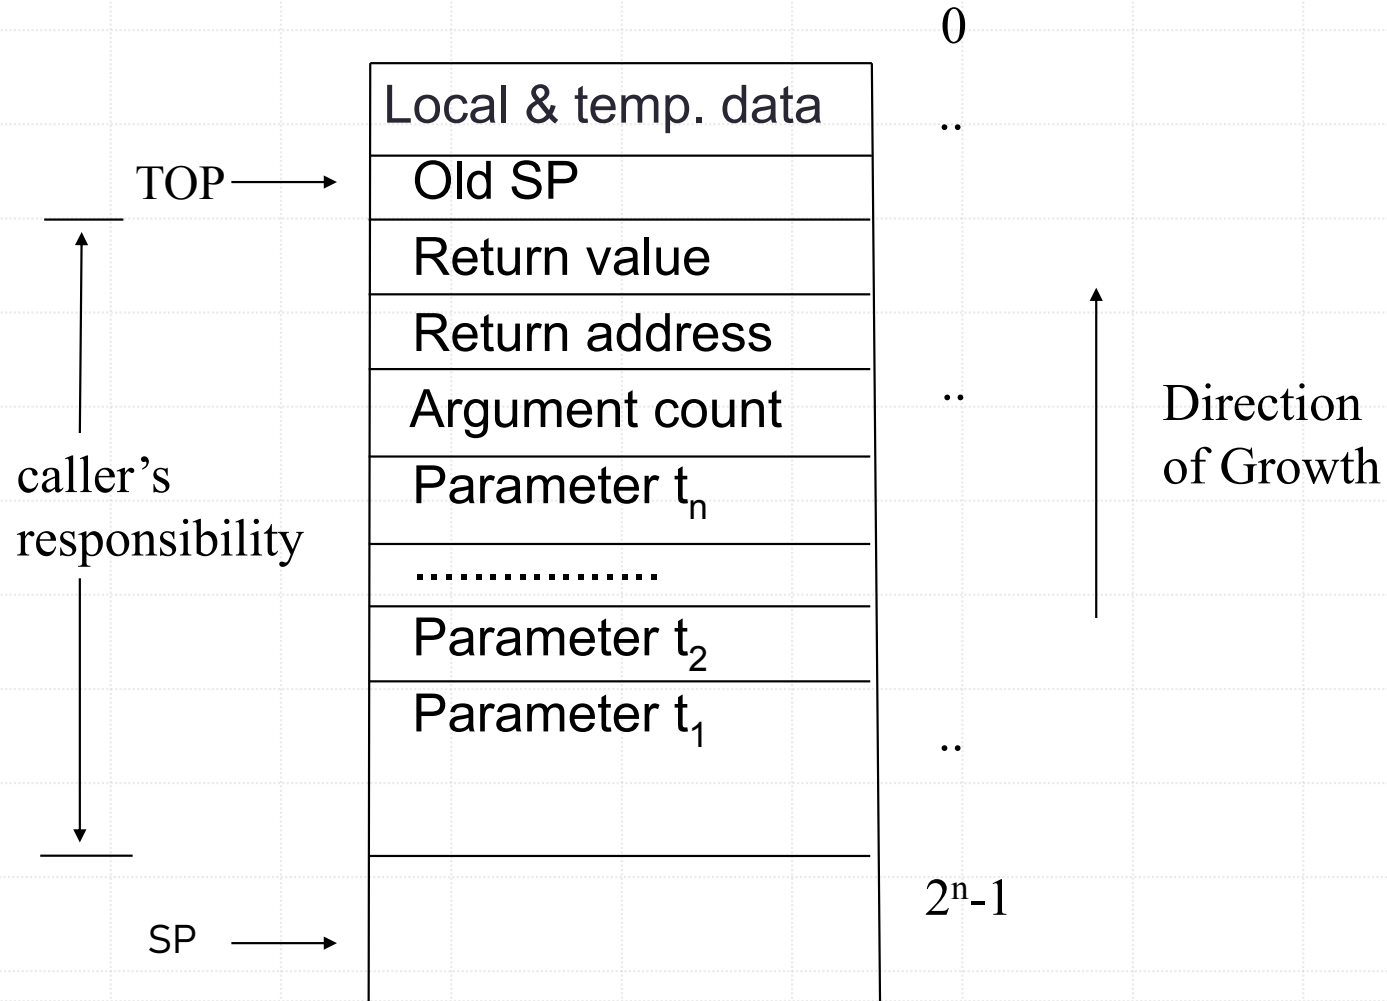 0
Local & temp. data
..
TOP
Old SP
Return value
Return address
Argument count
..
Direction
of Growth
caller’s
responsibility
Parameter tₙ
.................
Parameter t₂
Parameter t₁
..
2ⁿ-1
SP